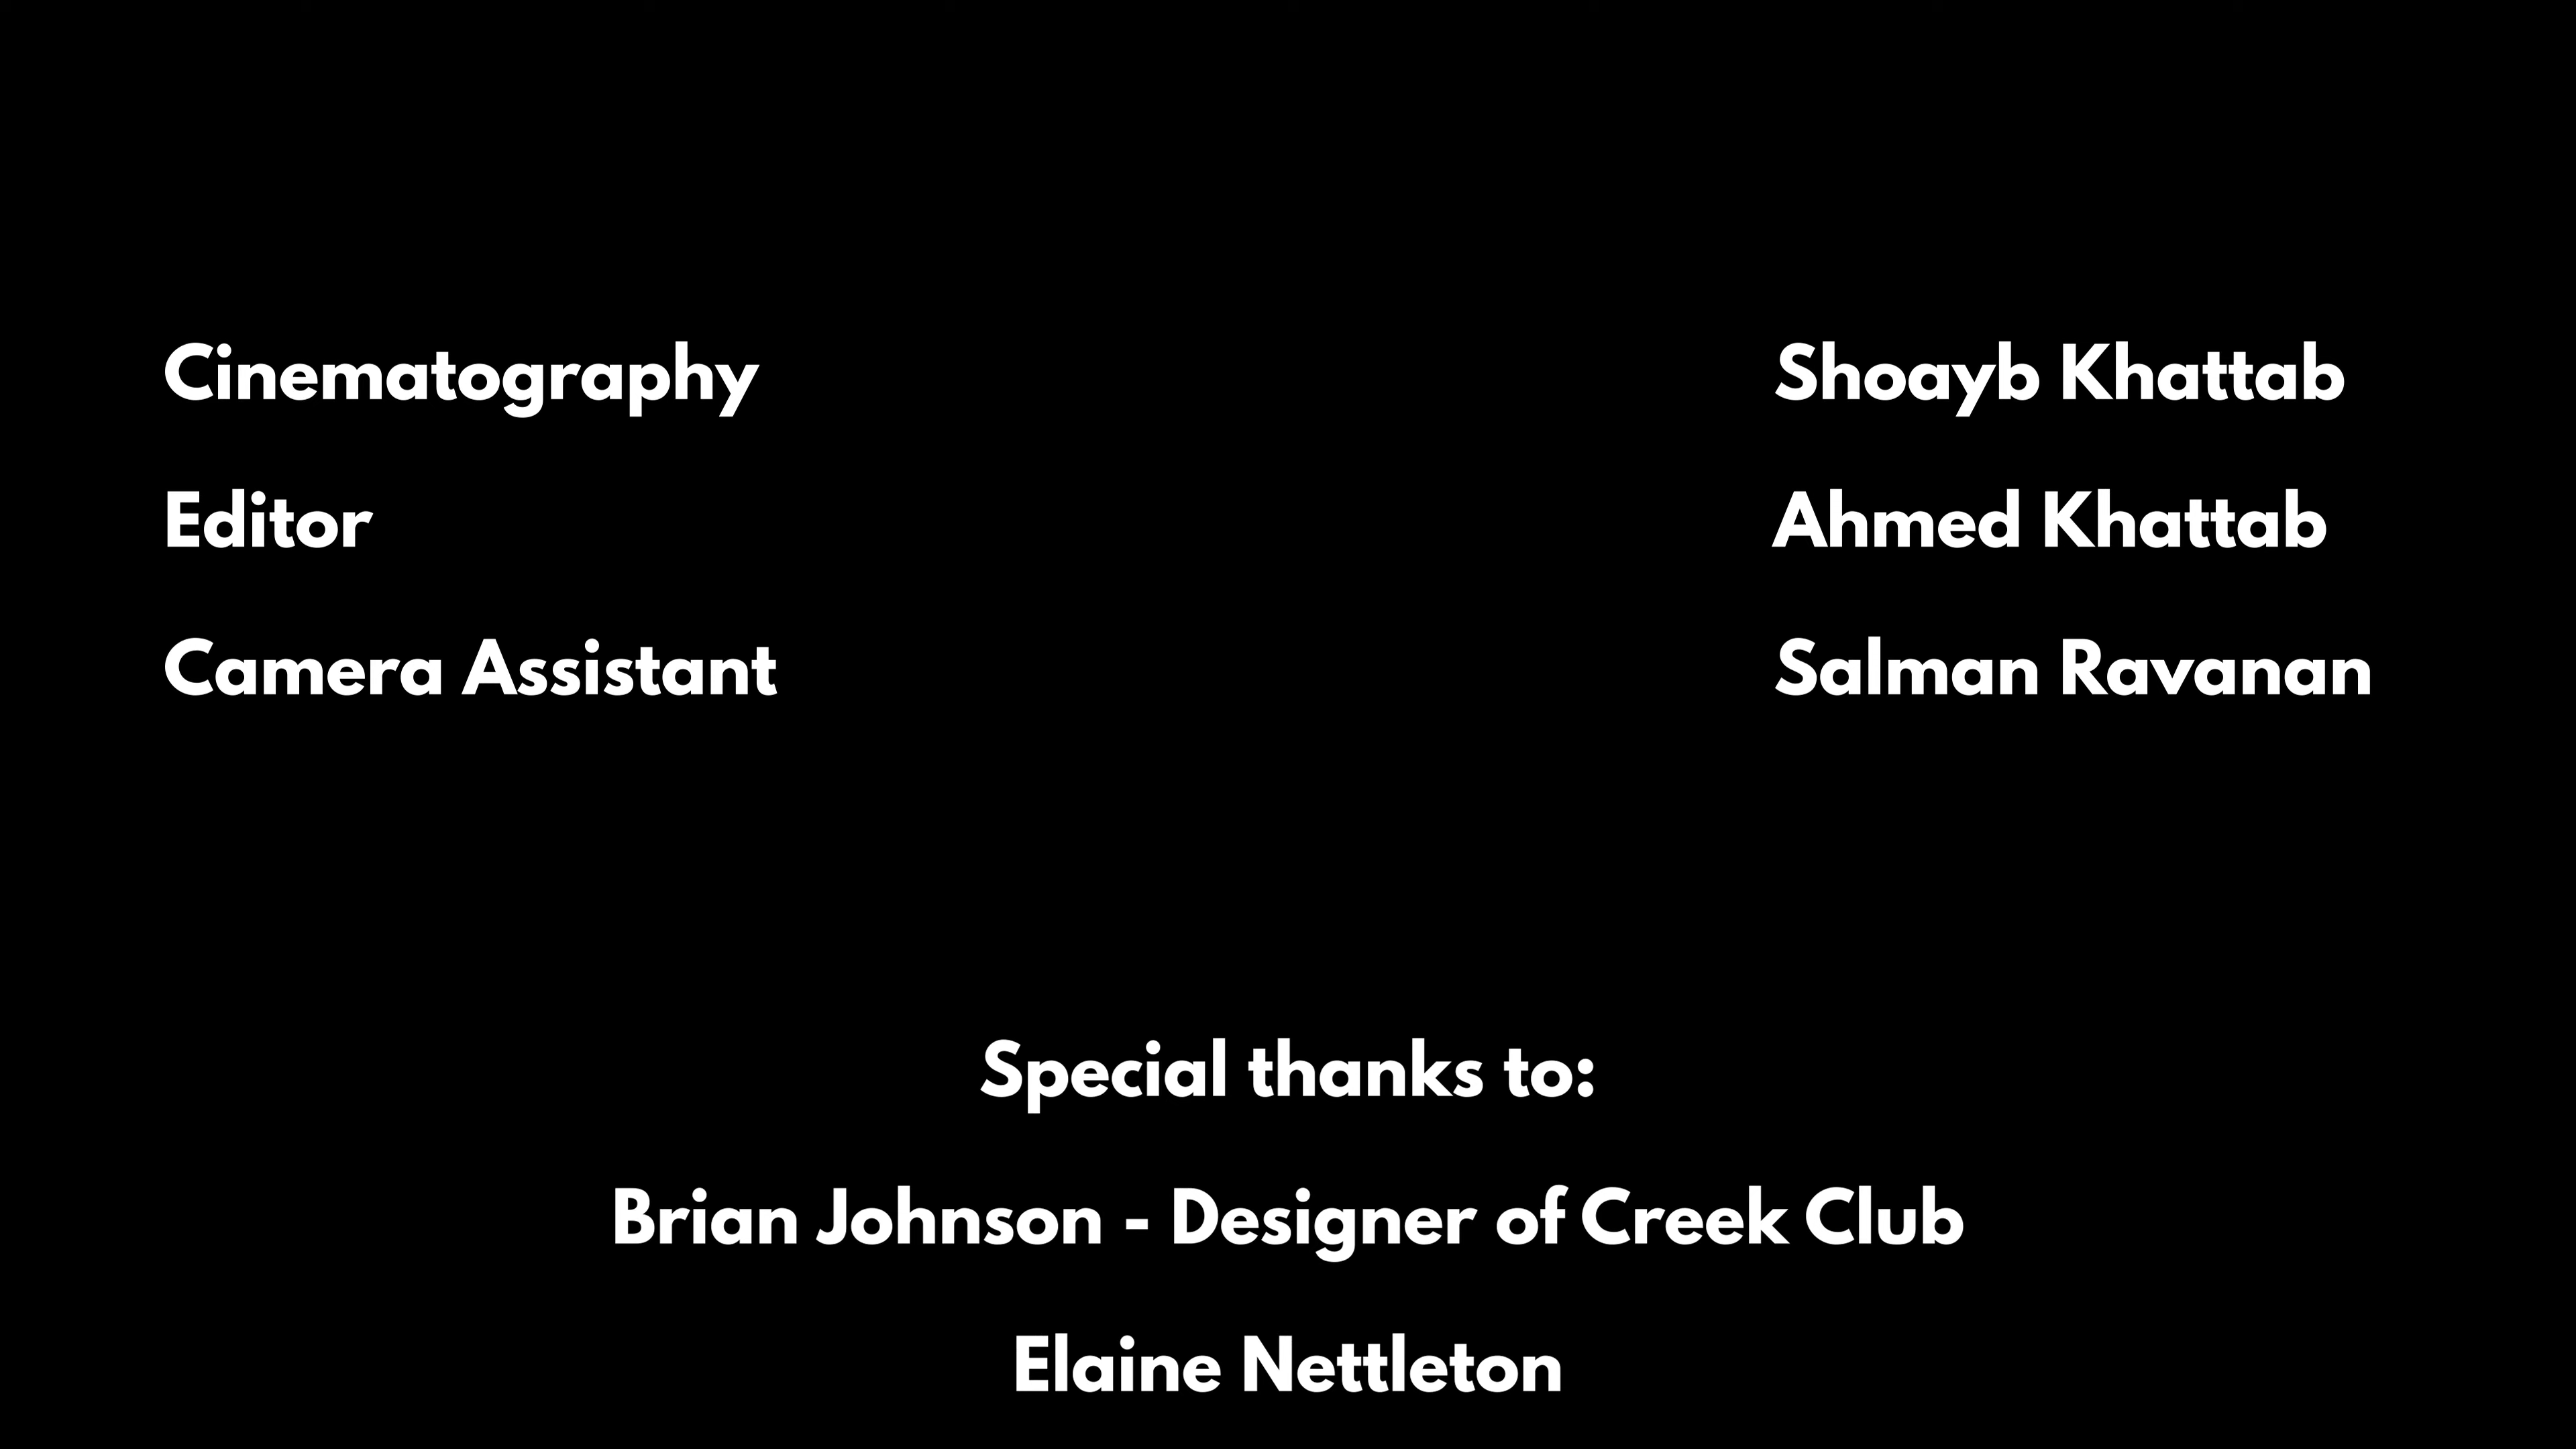 Cinematography Shoayb Khattab
Editor Ahmed Khattab
Camera Assistant Salman Ravanan
Special thanks to:
Brian Johnson - Designer of Creek Club
Elaine Nettleton